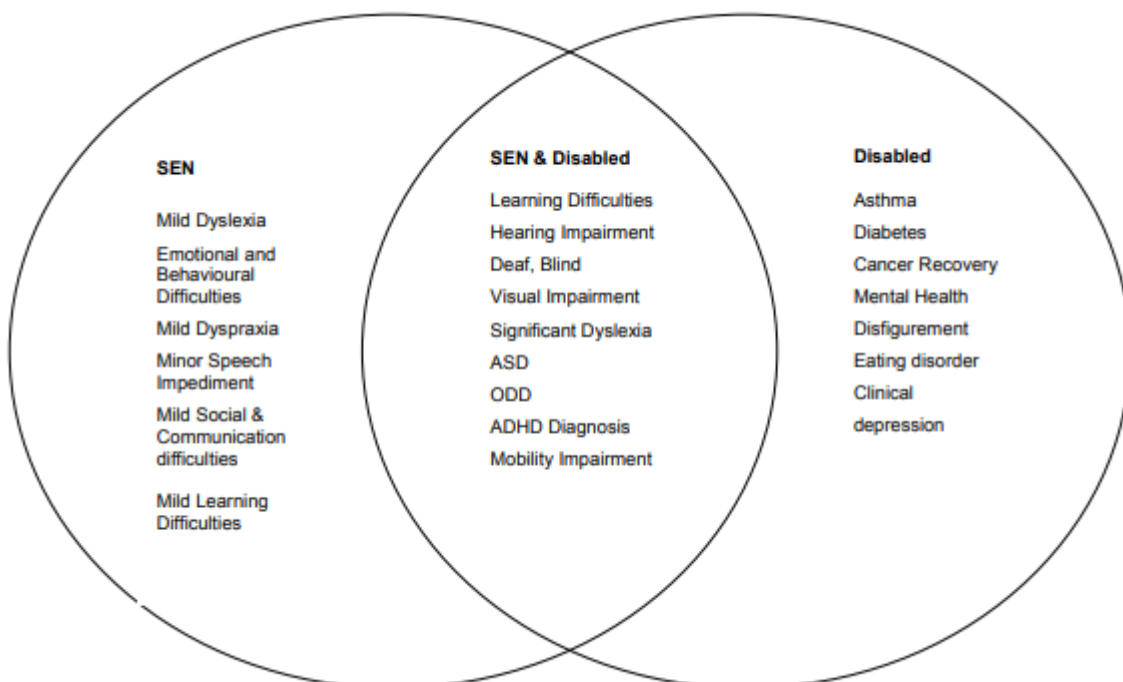 SEN
Mild Dyslexia
Emotional and
Behavioural
Difficulties
Mild Dyspraxia
Minor Speech
Impediment
Mild Social &
Communication
difficulties
Mild Learning
Difficulties
SEN & Disabled
Learning Difficulties
Hearing Impairment
Deaf, Blind
Visual Impairment
Significant Dyslexia
ASD
ODD
ADHD Diagnosis
Mobility Impairment
Disabled
Asthma
Diabetes
Cancer Recovery
Mental Health
Disfigurement
Eating disorder
Clinical
depression